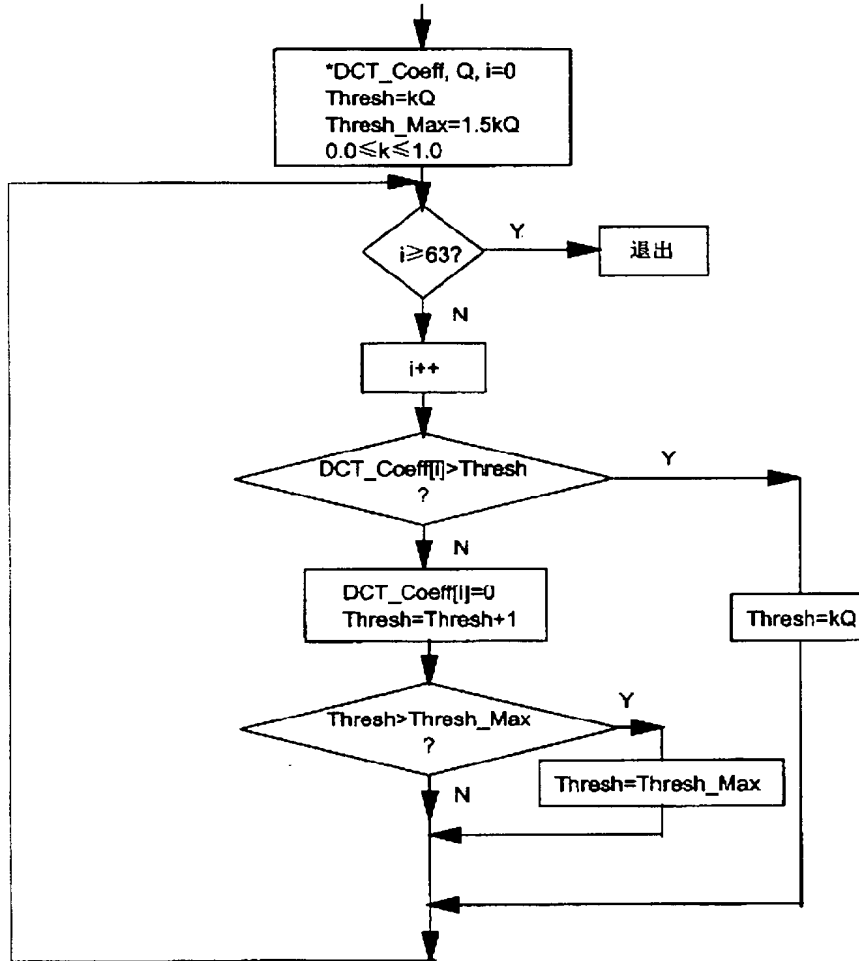 *DCT_Coeff, Q, i=0
Thresh=kQ
Thresh_Max=1.5kQ
0.0≤k≤1.0
i≥63?
Y
退出
N
i++
DCT_Coeff[i]>Thresh
?
Y
N
DCT_Coeff[i]=0
Thresh=Thresh+1
Thresh=kQ
Thresh>Thresh_Max
?
Y
N
Thresh=Thresh_Max